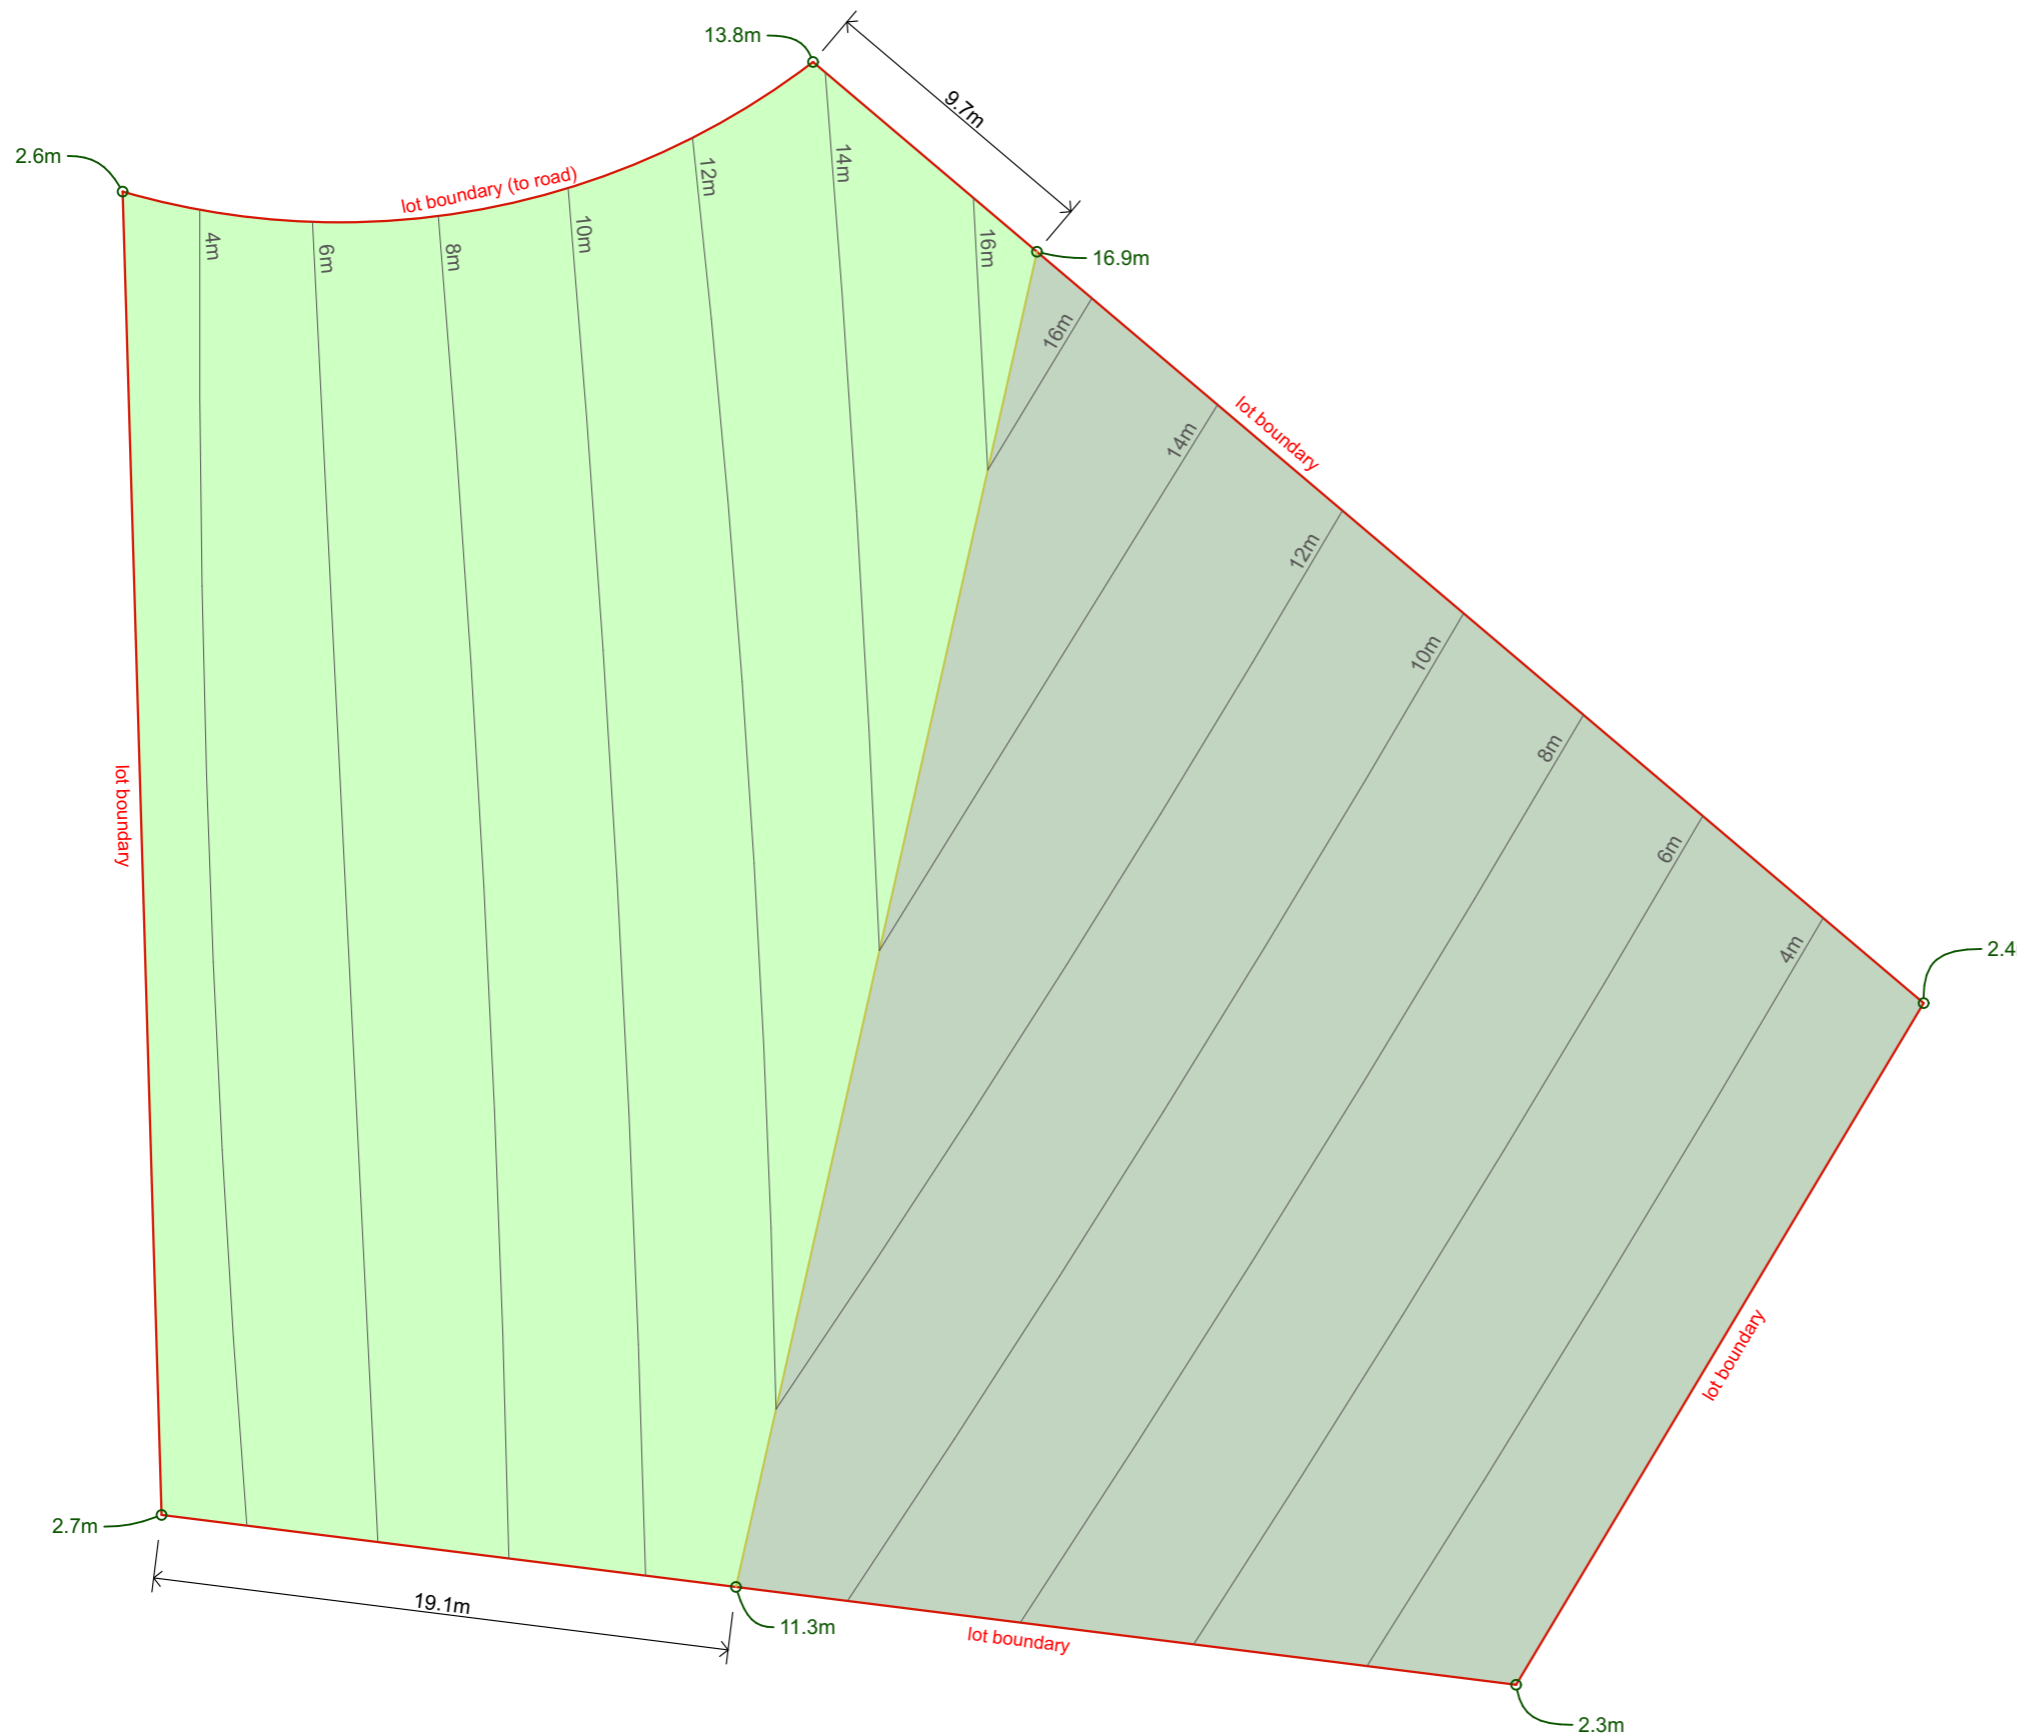 13.8m
9.7m
2.6m
lot boundary (to road)
12m
14m
4m
6m
8m
10m
16m
16.9m
16m
14m
lot boundary
12m
10m
8m
6m
4m
2.4
lot boundary
lot boundary
2.7m
19.1m
11.3m
lot boundary
2.3m